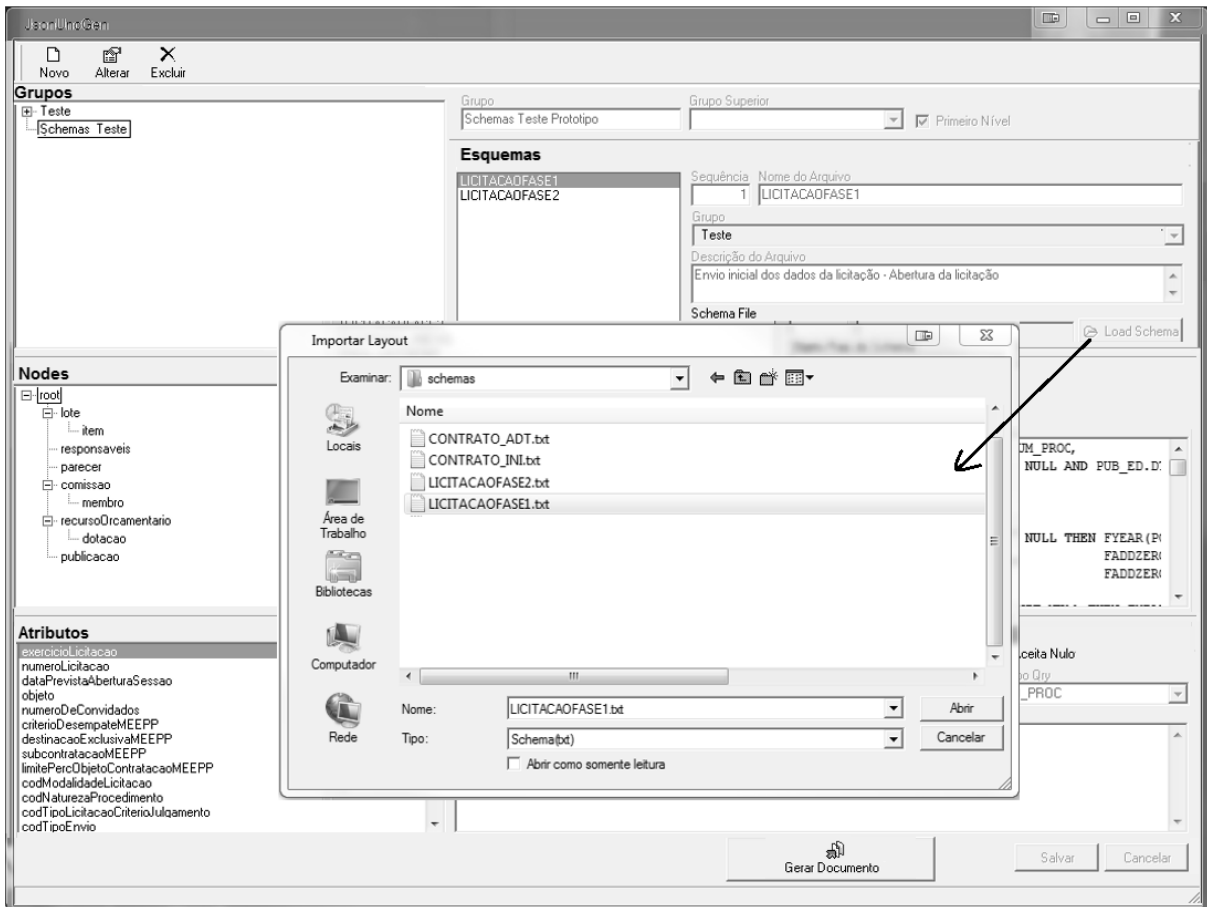 JsonUndGen
Novo Alterar Excluir
Grupos
Teste
Schemas Teste
Grupo Grupo Superior
Schemas Teste Prototipo
Primeiro Nível
Esquemas
LICITACAOFASE1
LICITACAOFASE2
Sequência Nome do Arquivo
1 LICITACAOFASE1
Grupo
Teste
Descrição do Arquivo
Envio inicial dos dados da licitação - Abertura da licitação
Schema File
Load Schema
Nodes
root
lote
item
responsaveis
parecer
comissao
membro
recursoOrcamentario
dotacao
publicacao
Importar Layout
Examinar: schemas
Locais
Área de
Trabalho
Bibliotecas
Computador
Rede
Nome
CONTRATO_ADT.txt
CONTRATO_INI.txt
LICITACAOFASE2.txt
LICITACAOFASE1.txt
Nome: LICITACAOFASE1.txt Abrir
Tipo: Schema(txt) Cancelar
Abrir como somente leitura
UM_PROC,
NULL AND PUB_ED.D
NULL THEN FYEAR(P
FADDZER
FADDZER
Atributos
exercicioLicitacao
numeroLicitacao
dataPrevistaAberturaSessao
objeto
numeroDeConvidados
criterioDesempateMEEPP
destinacaoExclusivaMEEPP
subcontratacaoMEEPP
limitePercObjetoContratacaoMEEPP
codModalidadeLicitacao
codNaturezaProcedimento
codTipoLicitacaoCriterioJulgamento
codTipoEnvio
ceita Nulo
o Qry
_PROC
Gerar Documento
Salvar Cancelar